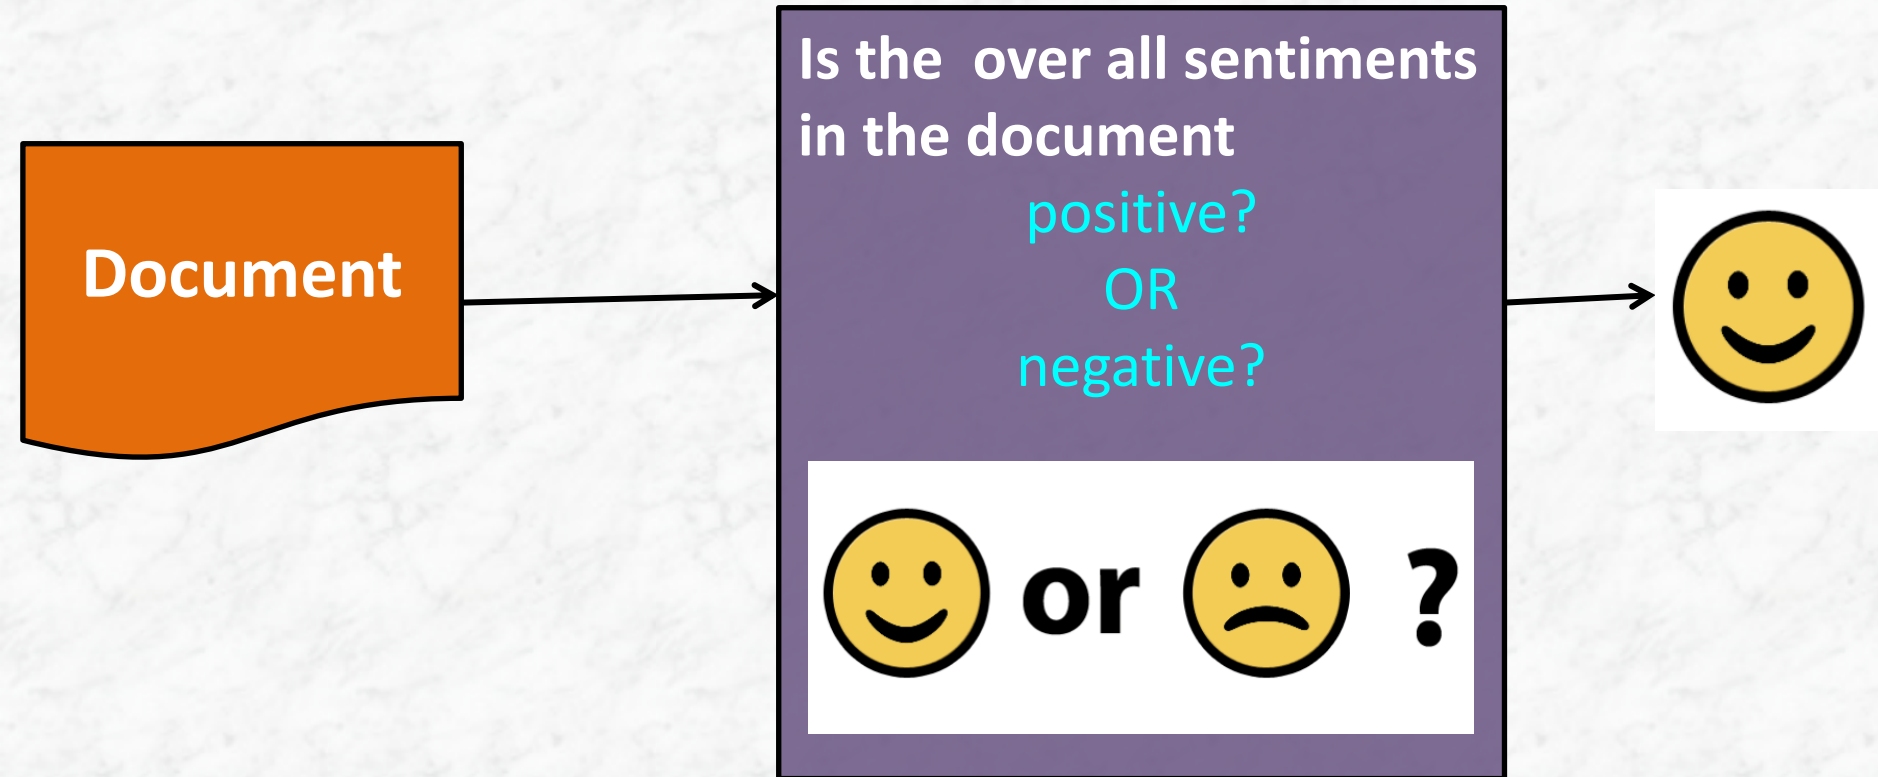 Document
Is the  over all sentiments
in the document
positive?
OR
negative?
or ?